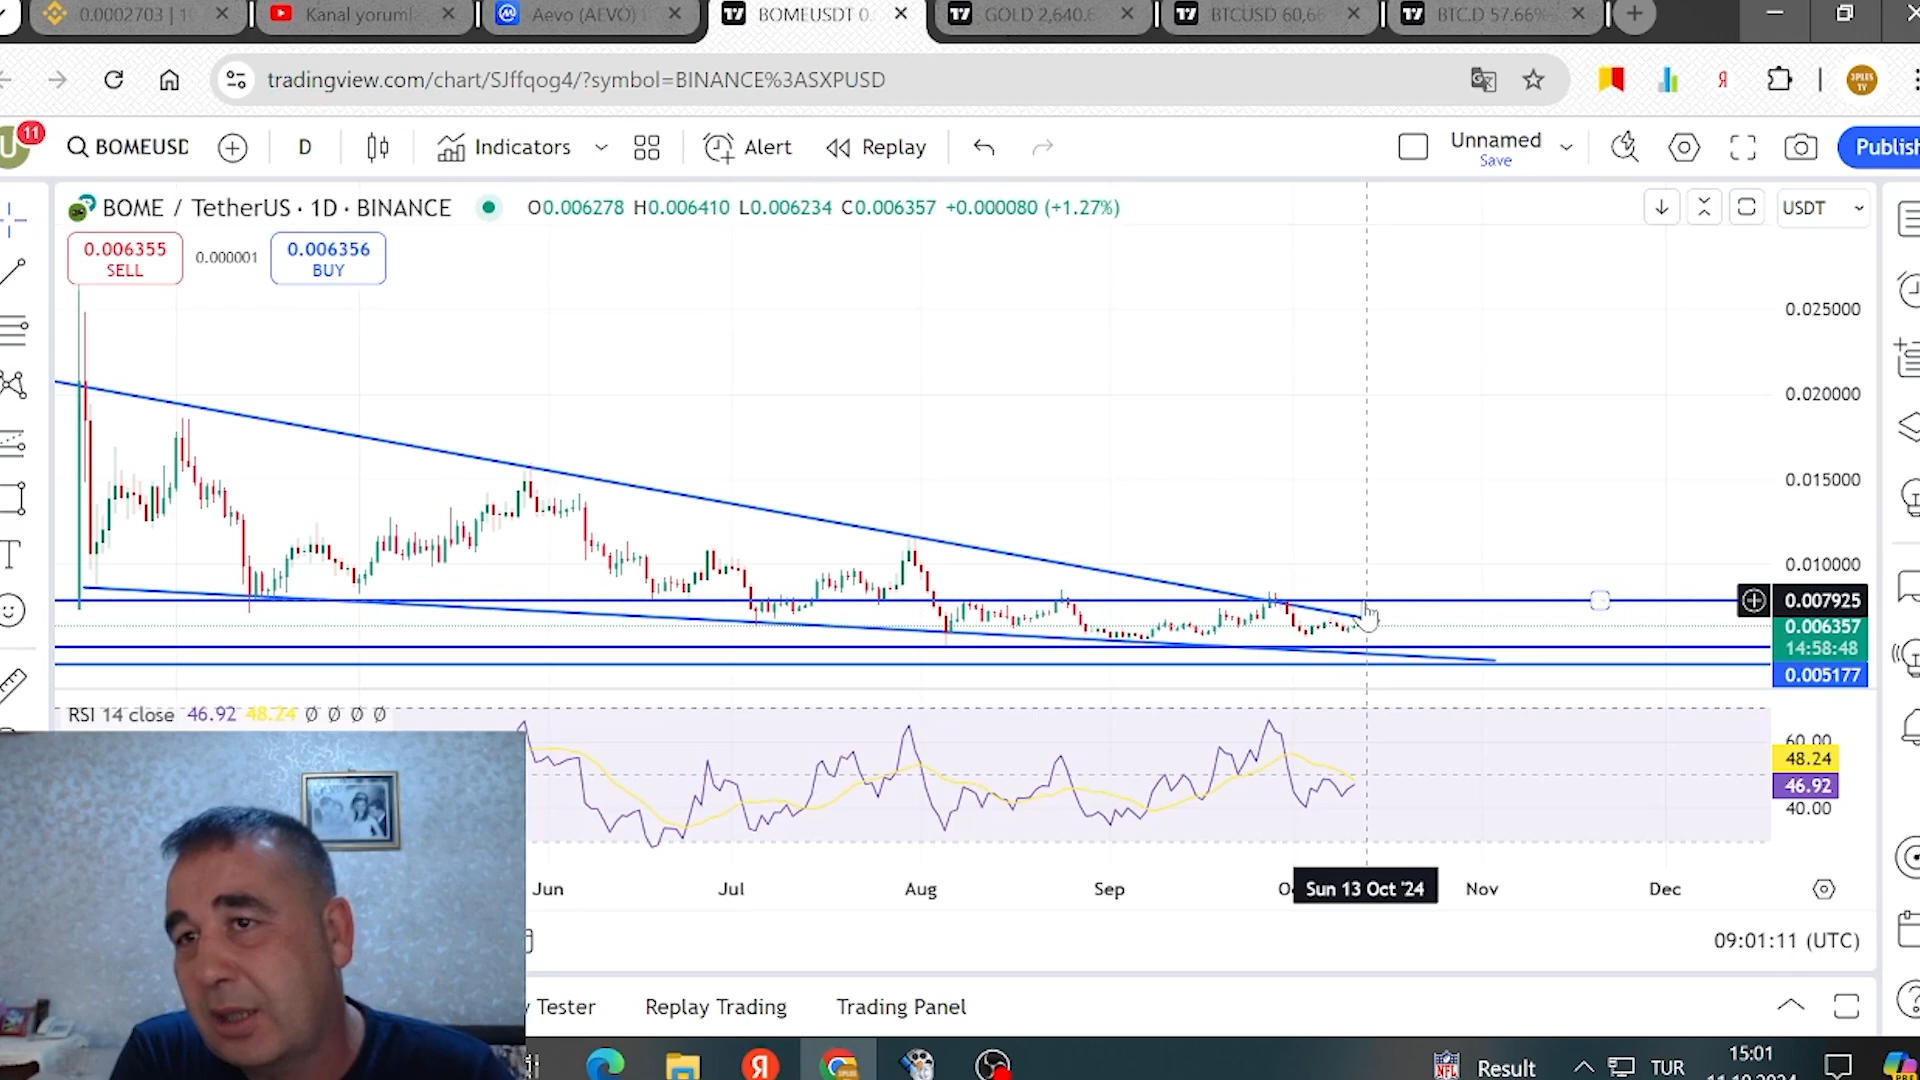 0.0002703 | 1
Kanal yoruml
Aevo (AEVO)
BOMEUSDT 0.
GOLD 2,640.6
BTCUSD 60,66
BTC.D 57.66%
tradingview.com/chart/SJffqog4/?symbol=BINANCE%3ASXPUSD
11
BOMEUSD
D
Indicators
Alert
Replay
Unnamed
Save
Publish
BOME / TetherUS · 1D · BINANCE
O0.006278 H0.006410 L0.006234 C0.006357 +0.000080 (+1.27%)
USDT
0.006355
SELL
0.000001
0.006356
BUY
0.025000
0.020000
0.015000
0.010000
0.007925
0.006357
14:58:48
0.005177
RSI 14 close 46.92 48.24 Ø Ø Ø Ø
60.00
48.24
46.92
40.00
Jun
Jul
Aug
Sep
Sun 13 Oct '24
Nov
Dec
09:01:11 (UTC)
Tester
Replay Trading
Trading Panel
Result
TUR
15:01